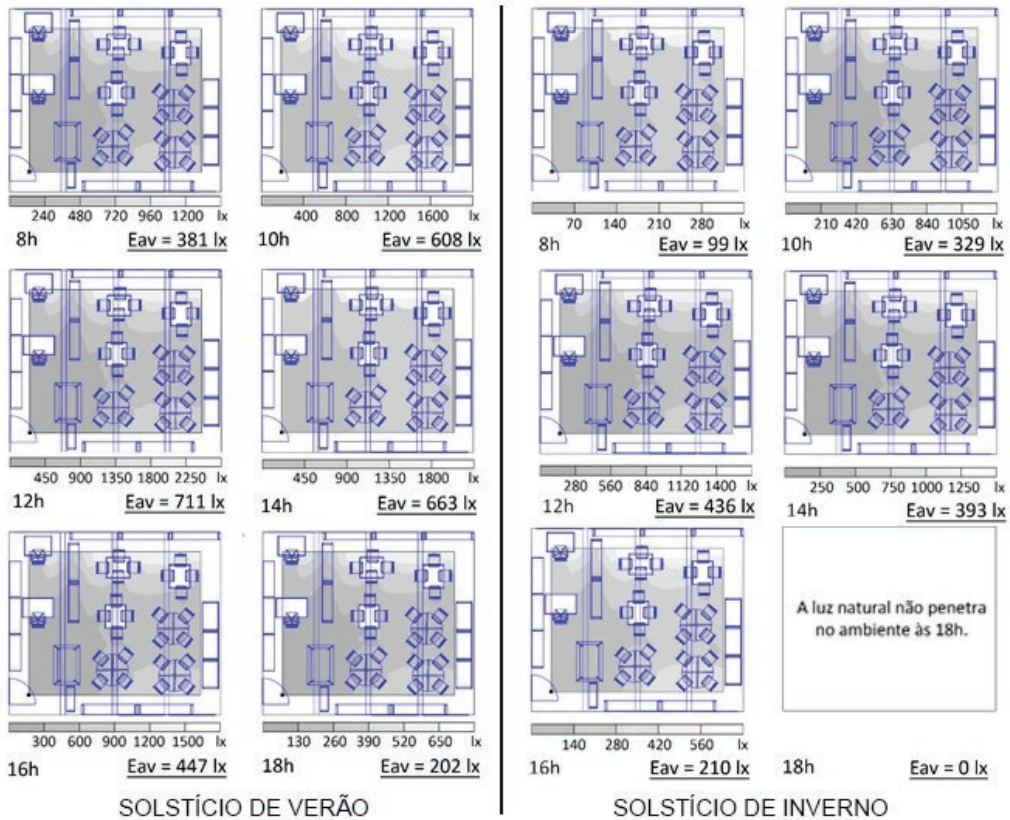 240 480 720 960 1200 lx
8h Eav = 381 lx
400 800 1200 1600 lx
10h Eav = 608 lx
450 900 1350 1800 2250 lx
12h Eav = 711 lx
450 900 1350 1800 lx
14h Eav = 663 lx
300 600 900 1200 1500 lx
16h Eav = 447 lx
130 260 390 520 650 lx
18h Eav = 202 lx
SOLSTÍCIO DE VERÃO
70 140 210 280 lx
8h Eav = 99 lx
210 420 630 840 1050 lx
10h Eav = 329 lx
280 560 840 1120 1400 lx
12h Eav = 436 lx
250 500 750 1000 1250 lx
14h Eav = 393 lx
140 280 420 560 lx
16h Eav = 210 lx
A luz natural não penetra
no ambiente às 18h.
18h Eav = 0 lx
SOLSTÍCIO DE INVERNO